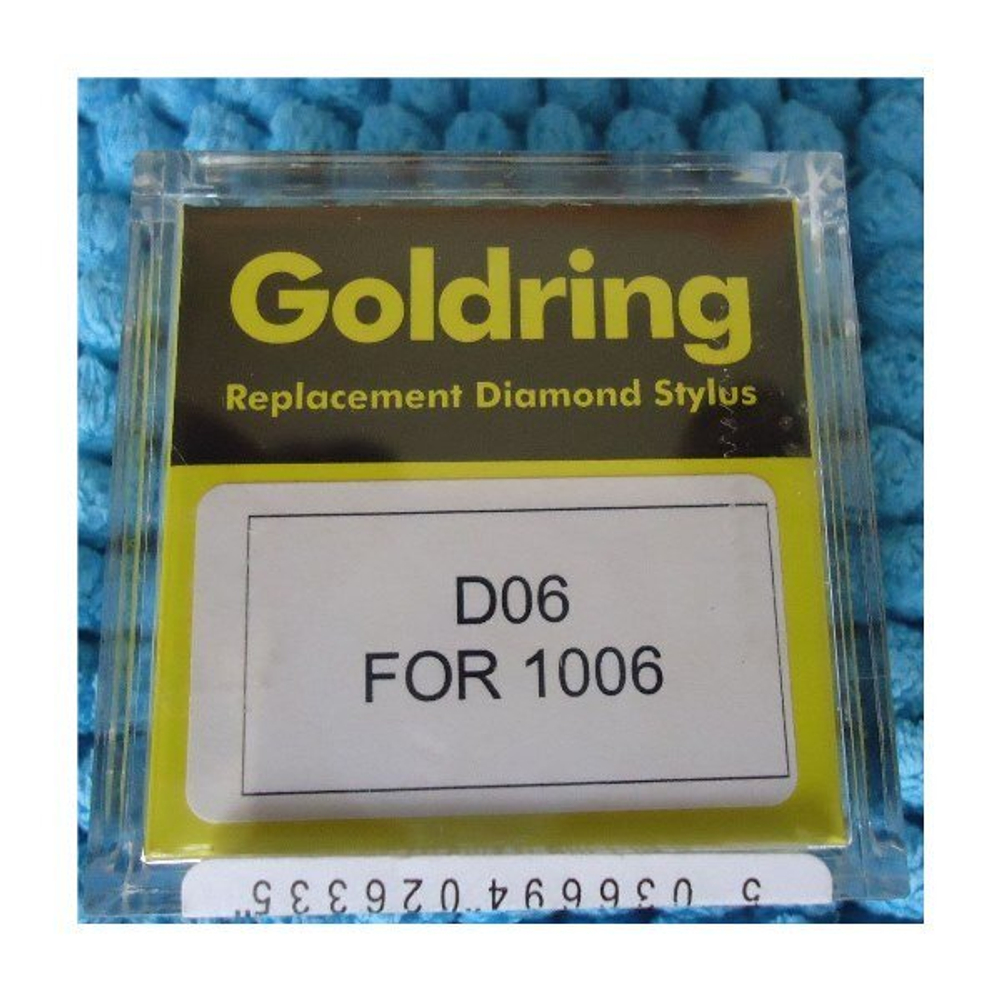 Goldring
Replacement Diamond Stylus
D06
FOR 1006
5 036694 026335